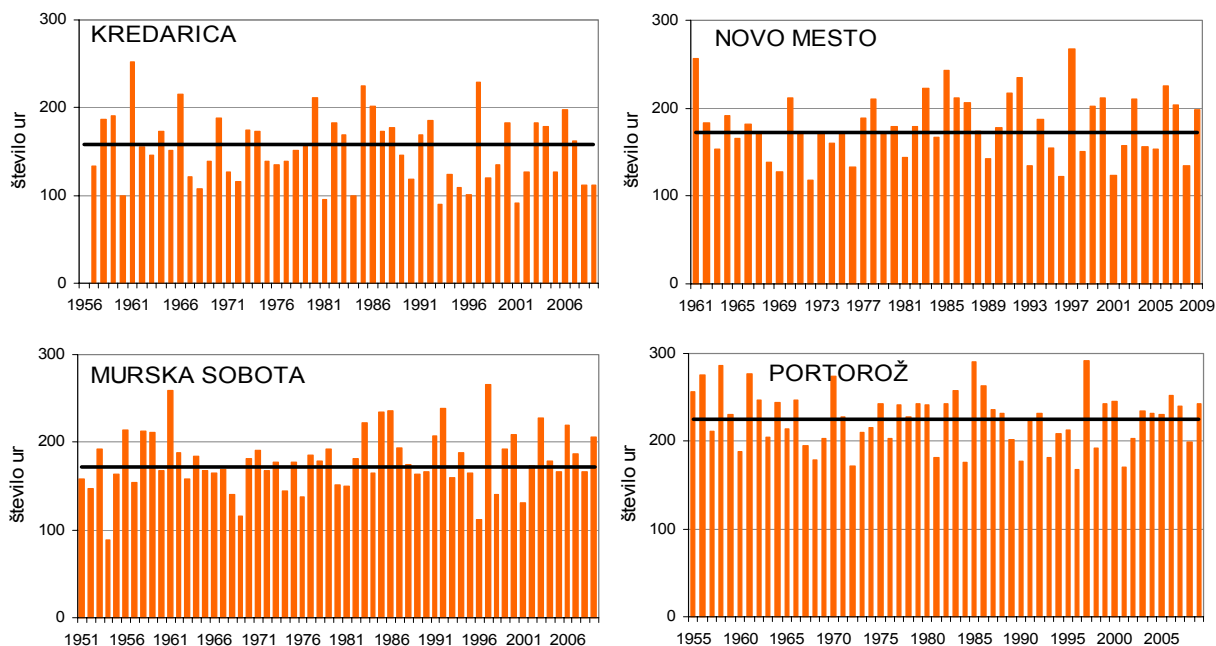 KREDARICA
300
200
100
0
število ur
1956 1961 1966 1971 1976 1981 1986 1991 1996 2001 2006
NOVO MESTO
300
200
100
0
število ur
1961 1965 1969 1973 1977 1981 1985 1989 1993 1997 2001 2005 2009
MURSKA SOBOTA
300
200
100
0
število ur
1951 1956 1961 1966 1971 1976 1981 1986 1991 1996 2001 2006
PORTOROŽ
300
200
100
0
število ur
1955 1960 1965 1970 1975 1980 1985 1990 1995 2000 2005